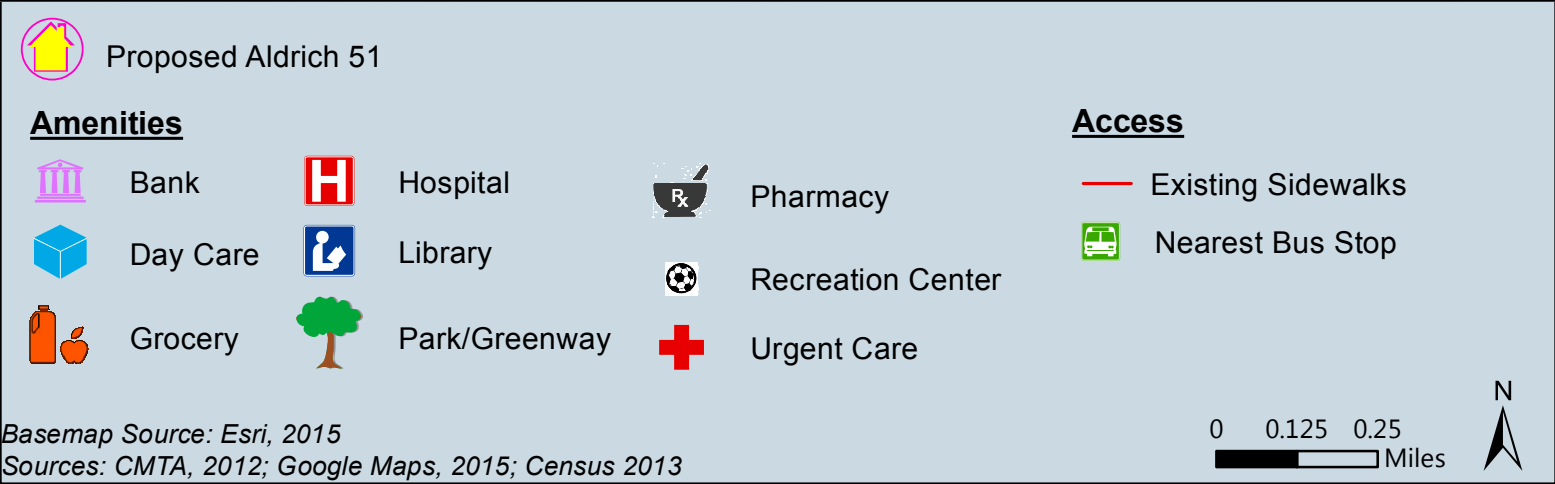 Proposed Aldrich 51
Amenities
Bank
Day Care
Grocery
H
Hospital
Library
Park/Greenway
Rx
Pharmacy
Recreation Center
Urgent Care
Access
Existing Sidewalks
Nearest Bus Stop
Basemap Source: Esri, 2015
Sources: CMTA, 2012; Google Maps, 2015; Census 2013
0 0.125 0.25
Miles
N